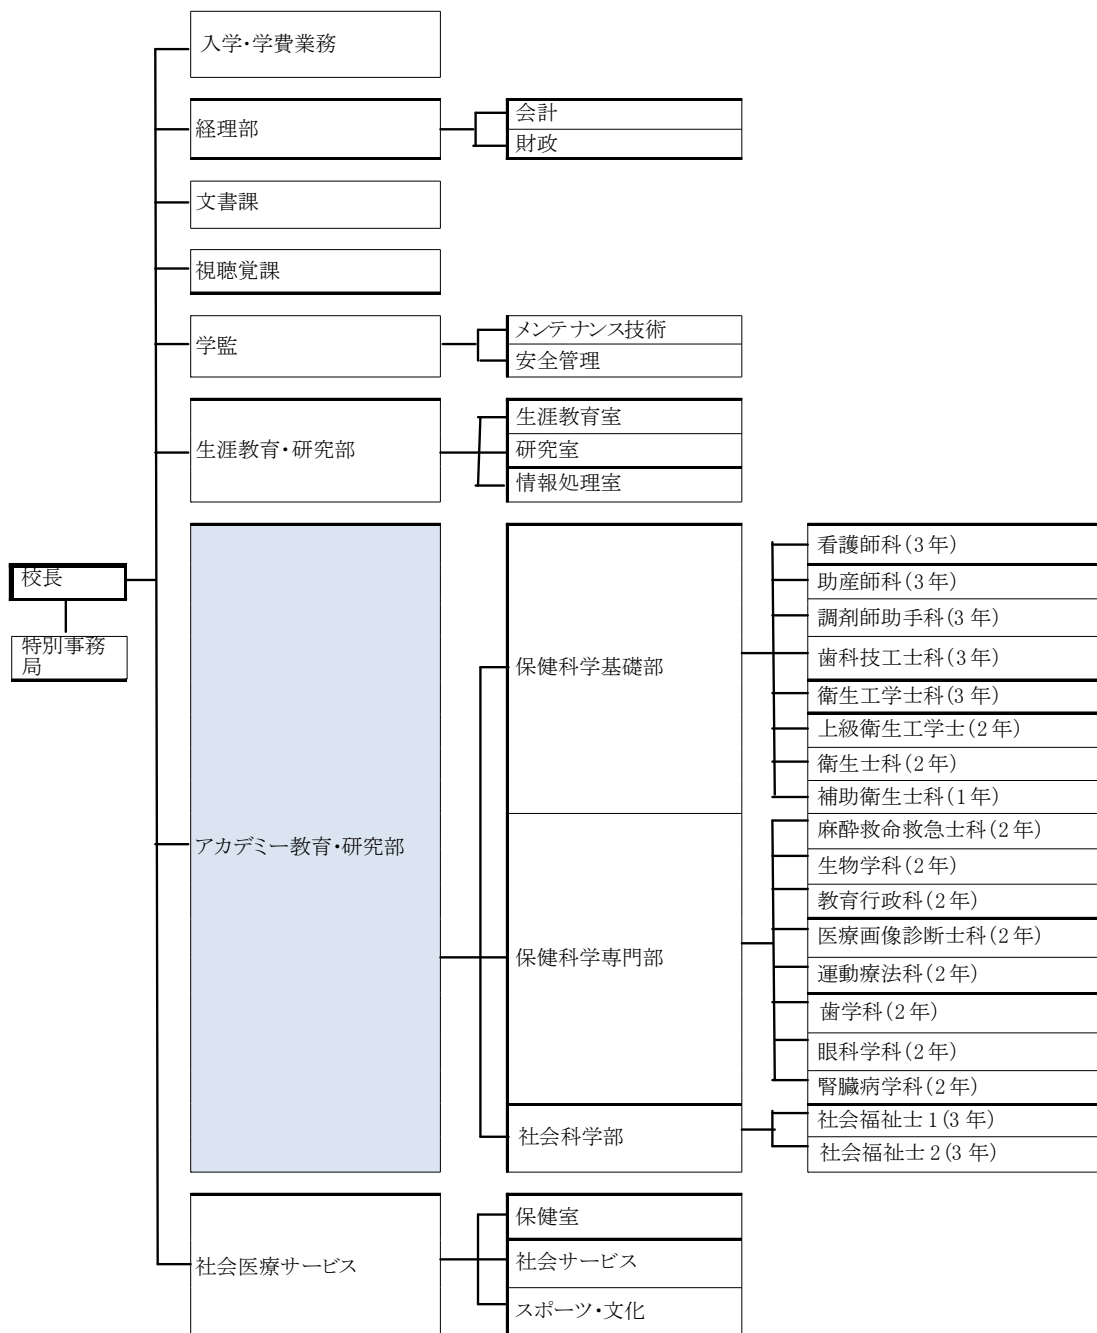 入学・学費業務
経理部
会計
財政
文書課
視聴覚課
学監
メンテナンス技術
安全管理
生涯教育・研究部
生涯教育室
研究室
情報処理室
校長
特別事務
局
アカデミー教育・研究部
保健科学基礎部
看護師科(3年)
助産師科(3年)
調剤師助手科(3年)
歯科技工士科(3年)
衛生工学士科(3年)
上級衛生工学士(2年)
衛生士科(2年)
補助衛生士科(1年)
保健科学専門部
麻酔救命救急士科(2年)
生物学科(2年)
教育行政科(2年)
医療画像診断士科(2年)
運動療法科(2年)
歯学科(2年)
眼科学科(2年)
腎臓病学科(2年)
社会科学部
社会福祉士1(3年)
社会福祉士2(3年)
社会医療サービス
保健室
社会サービス
スポーツ・文化